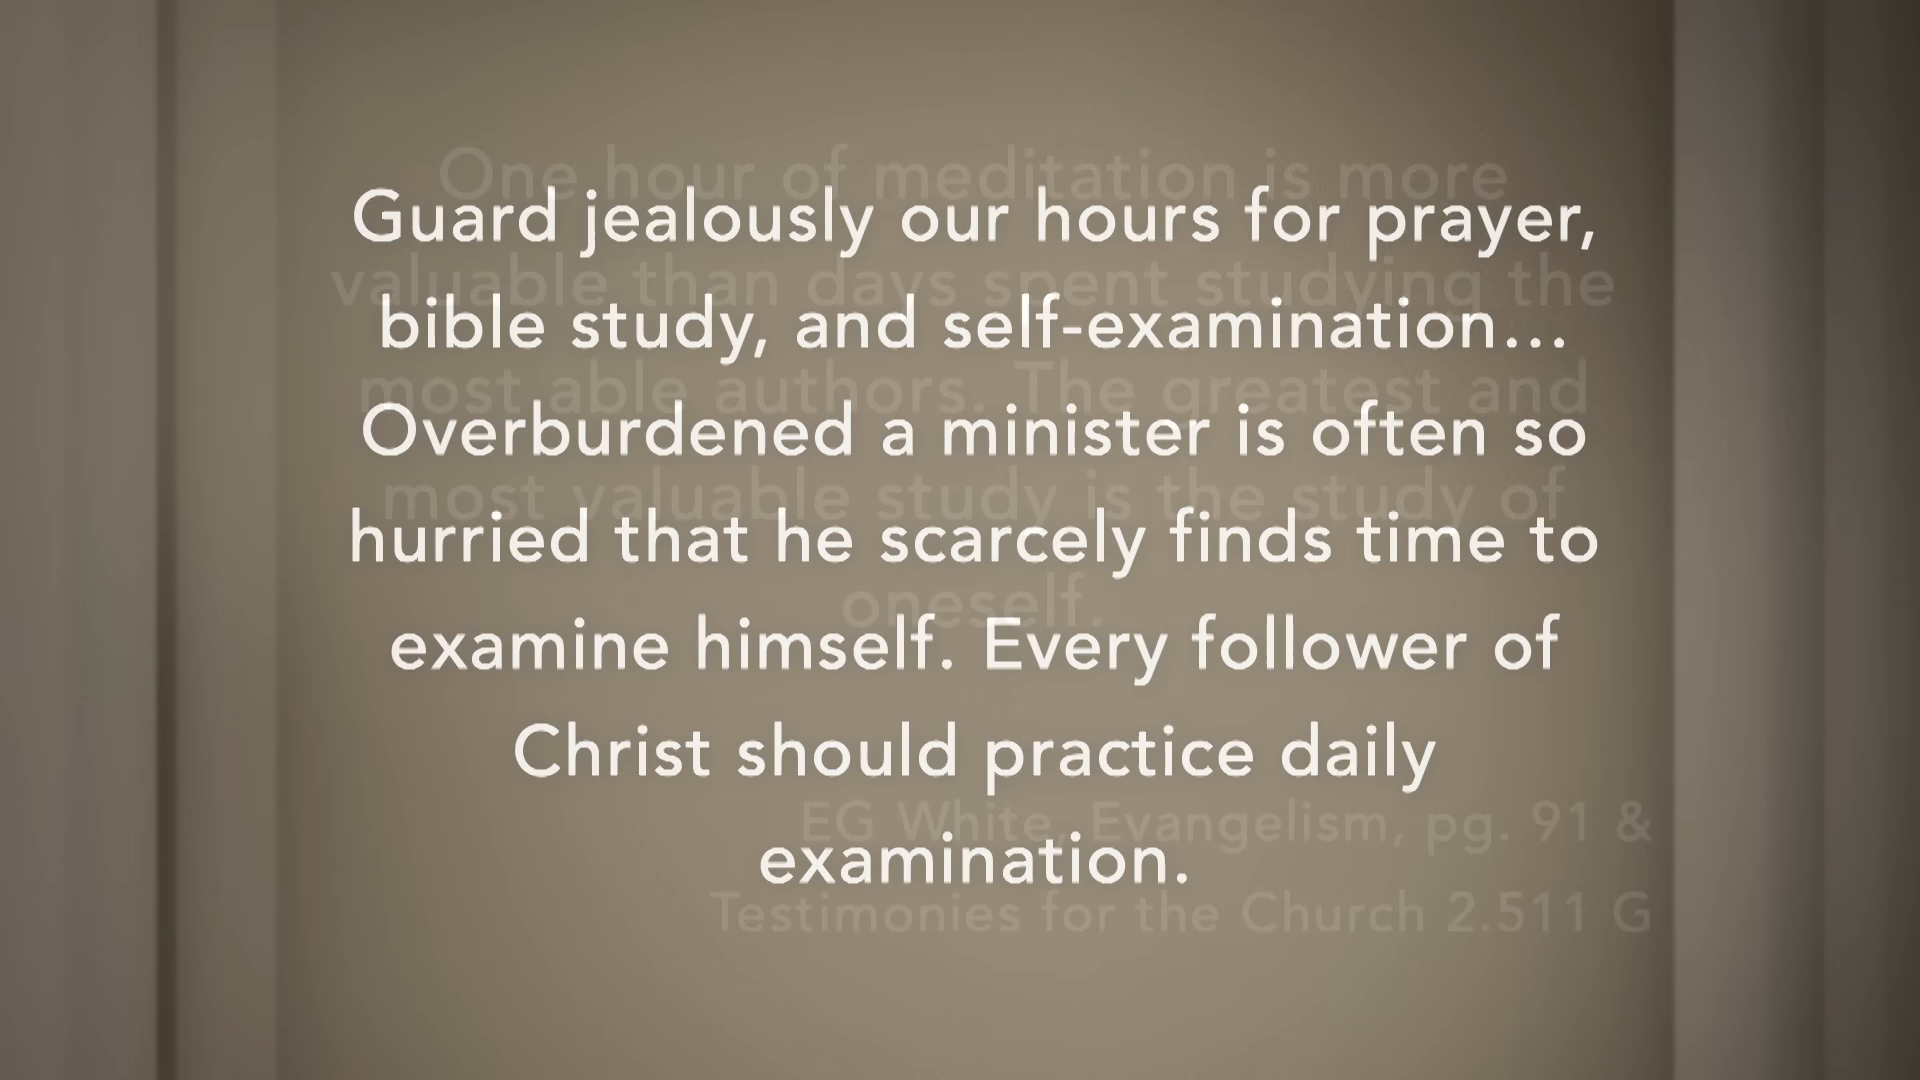 Guard jealously our hours for prayer,
bible study, and self-examination...
Overburdened a minister is often so
hurried that he scarcely finds time to
examine himself. Every follower of
Christ should practice daily
examination.
One hour of meditation is more
valuable than days spent studying the
most able authors. The greatest and
most valuable study is the study of
oneself.
EG White, Evangelism, pg. 91 &
Testimonies for the Church 2.511 G